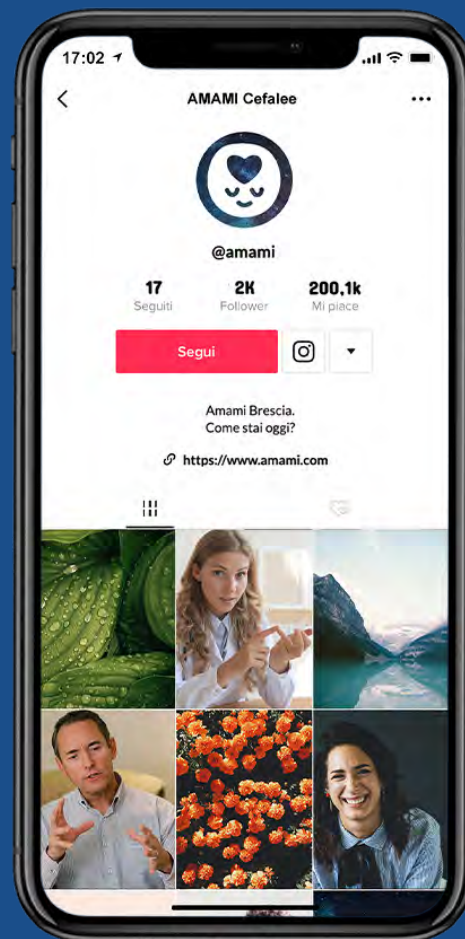 17:02
AMAMI Cefalee
@amami
17 2K 200,1k
Seguiti Follower Mi piace
Segui
Amami Brescia.
Come stai oggi?
https://www.amami.com